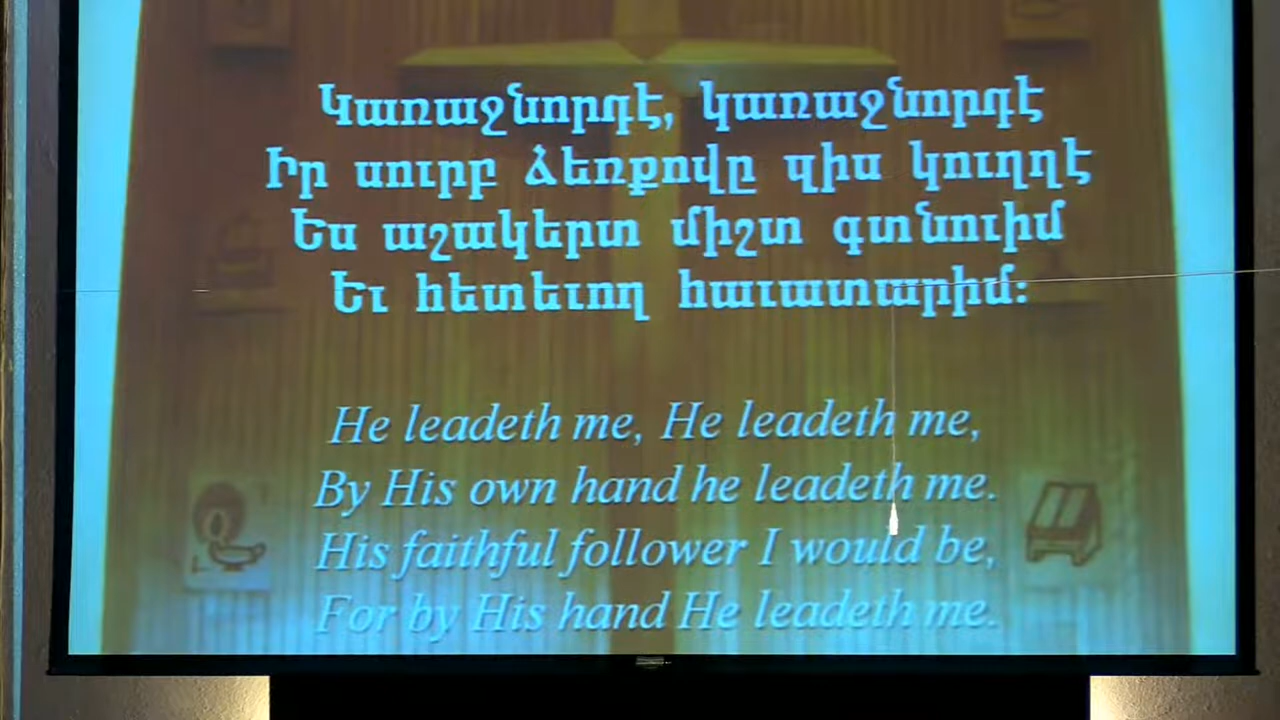 Կառաջնորդէ, կառաջնորդէ
Իր սուրբ ձեռքովը զիս կուղղէ
Ես աշակերտ միշտ գտնուիմ
Եւ հետեւող հաւատարիմ։
He leadeth me, He leadeth me,
By His own hand he leadeth me.
His faithful follower I would be,
For by His hand He leadeth me.